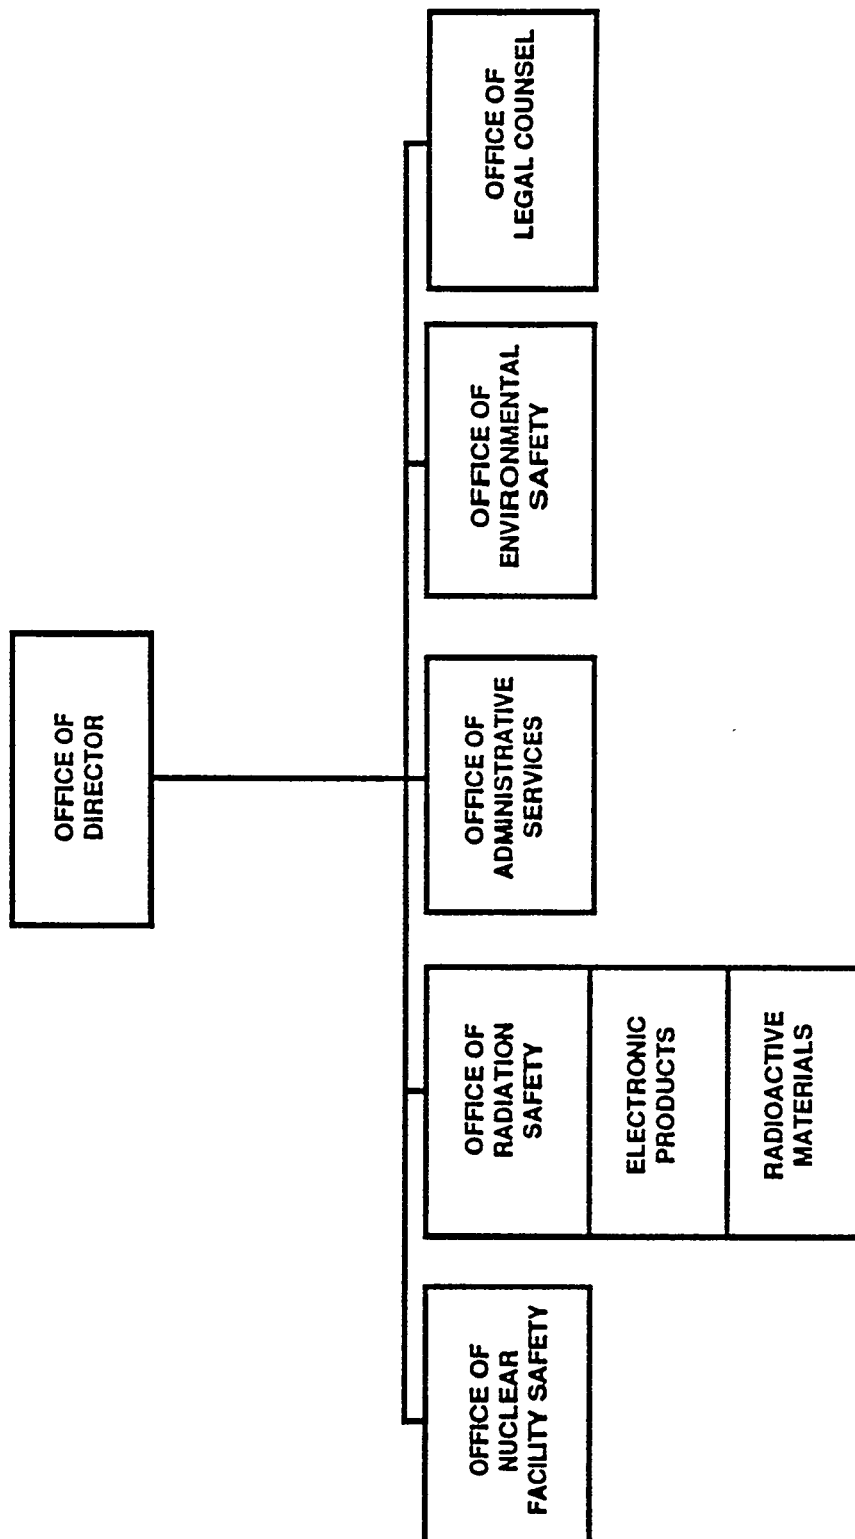 OFFICE OF
DIRECTOR
OFFICE OF
NUCLEAR
FACILITY SAFETY
OFFICE OF
RADIATION
SAFETY
ELECTRONIC
PRODUCTS
RADIOACTIVE
MATERIALS
OFFICE OF
ADMINISTRATIVE
SERVICES
OFFICE OF
ENVIRONMENTAL
SAFETY
OFFICE OF
LEGAL COUNSEL